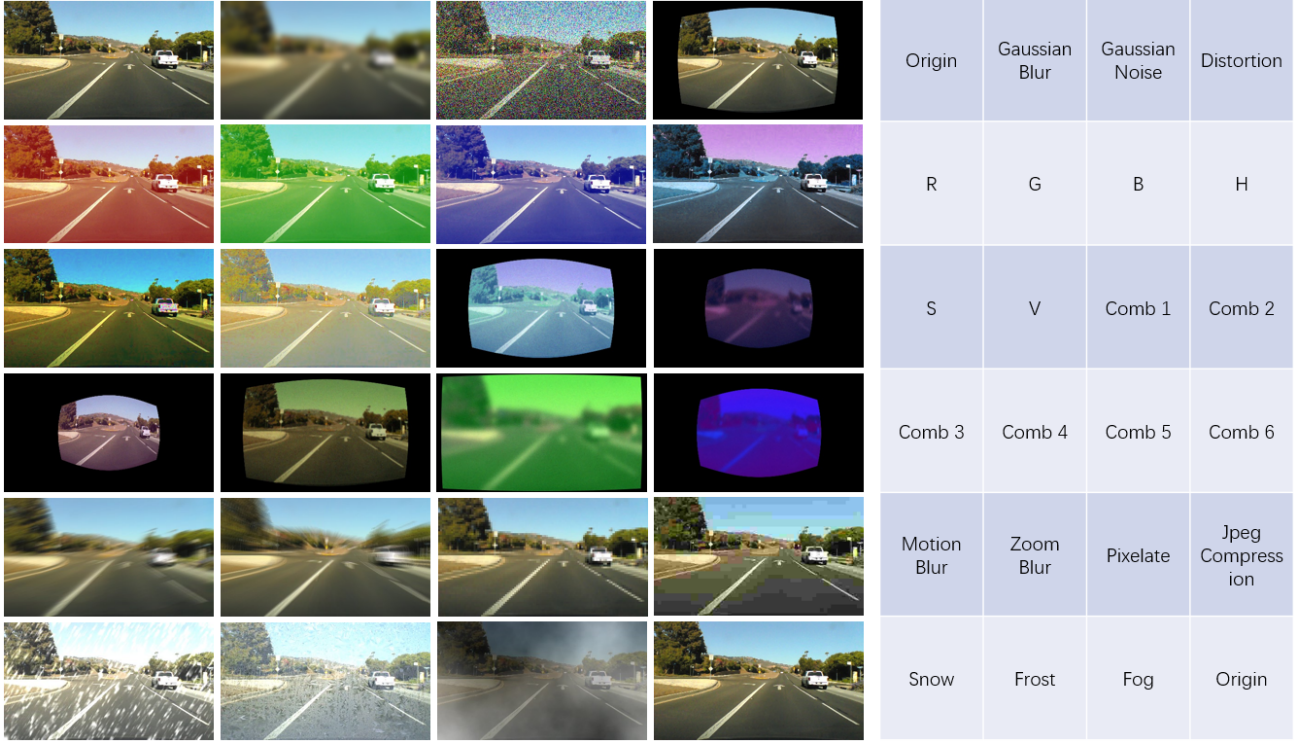 Origin
Gaussian
Blur
Gaussian
Noise
Distortion
R
G
B
H
S
V
Comb 1
Comb 2
Comb 3
Comb 4
Comb 5
Comb 6
Motion
Blur
Zoom
Blur
Pixelate
Jpeg
Compress
ion
Snow
Frost
Fog
Origin